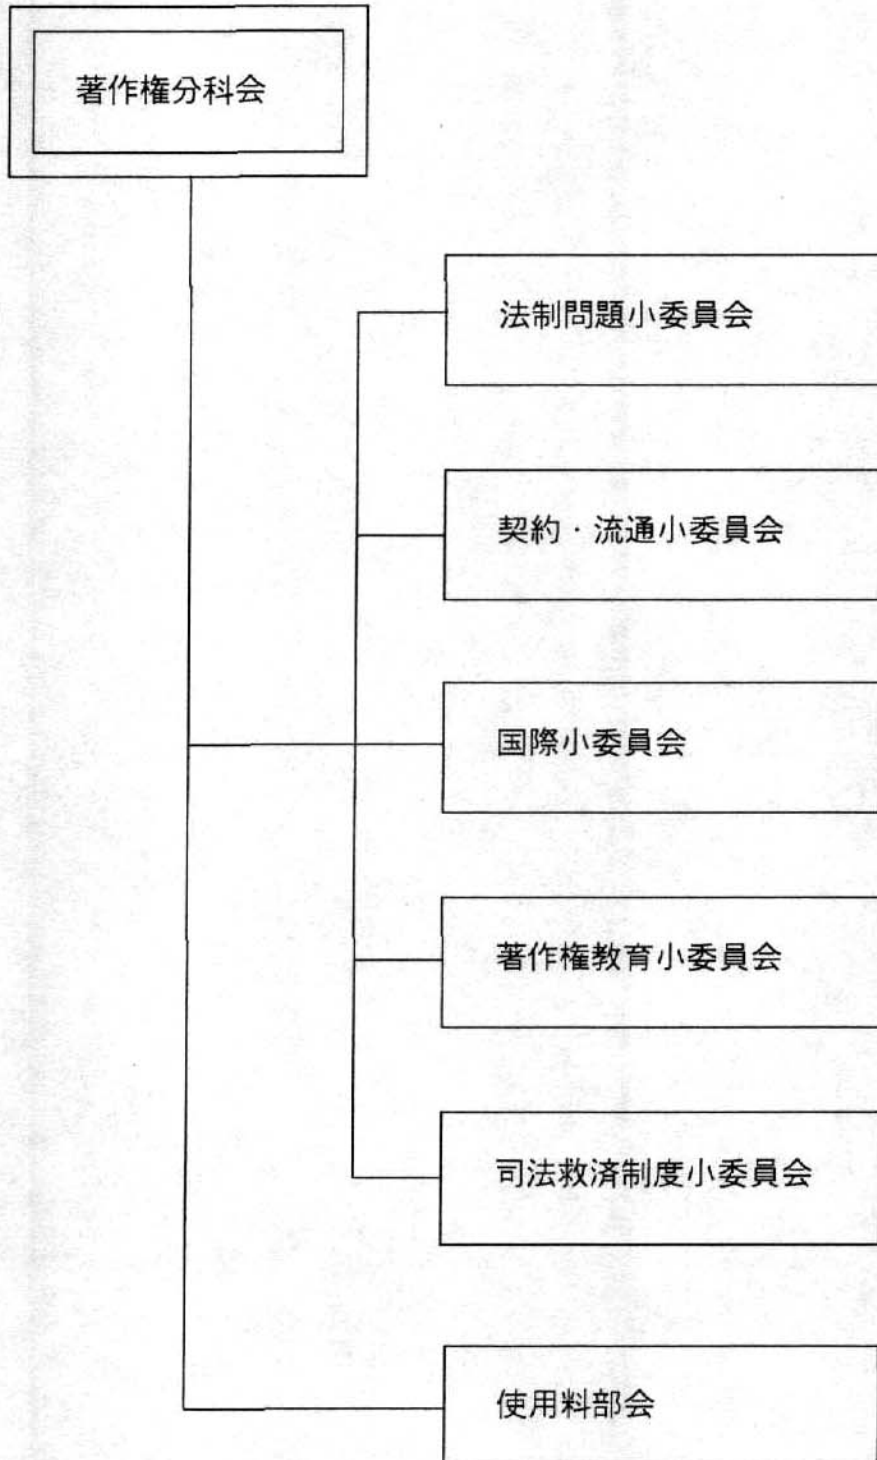 著作権分科会
法制問題小委員会
契約・流通小委員会
国際小委員会
著作権教育小委員会
司法救済制度小委員会
使用料部会